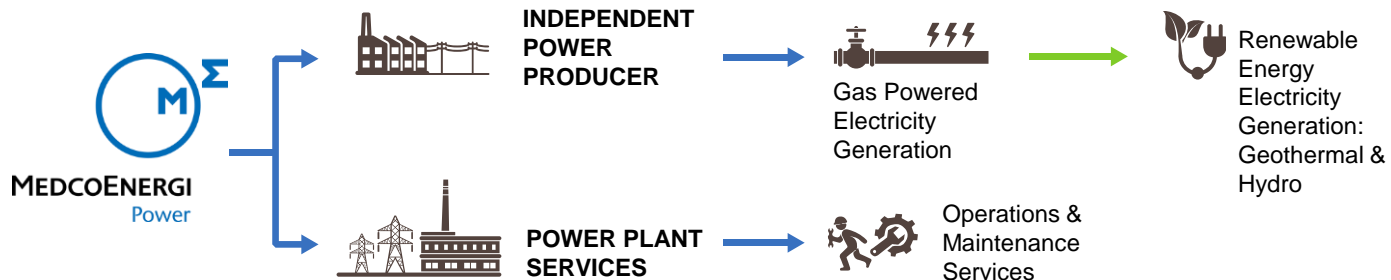 M
M
MEDCOENERGI
Power
INDEPENDENT
POWER
PRODUCER
Gas Powered
Electricity
Generation
Renewable
Energy
Electricity
Generation:
Geothermal &
Hydro
POWER PLANT
SERVICES
Operations &
Maintenance
Services